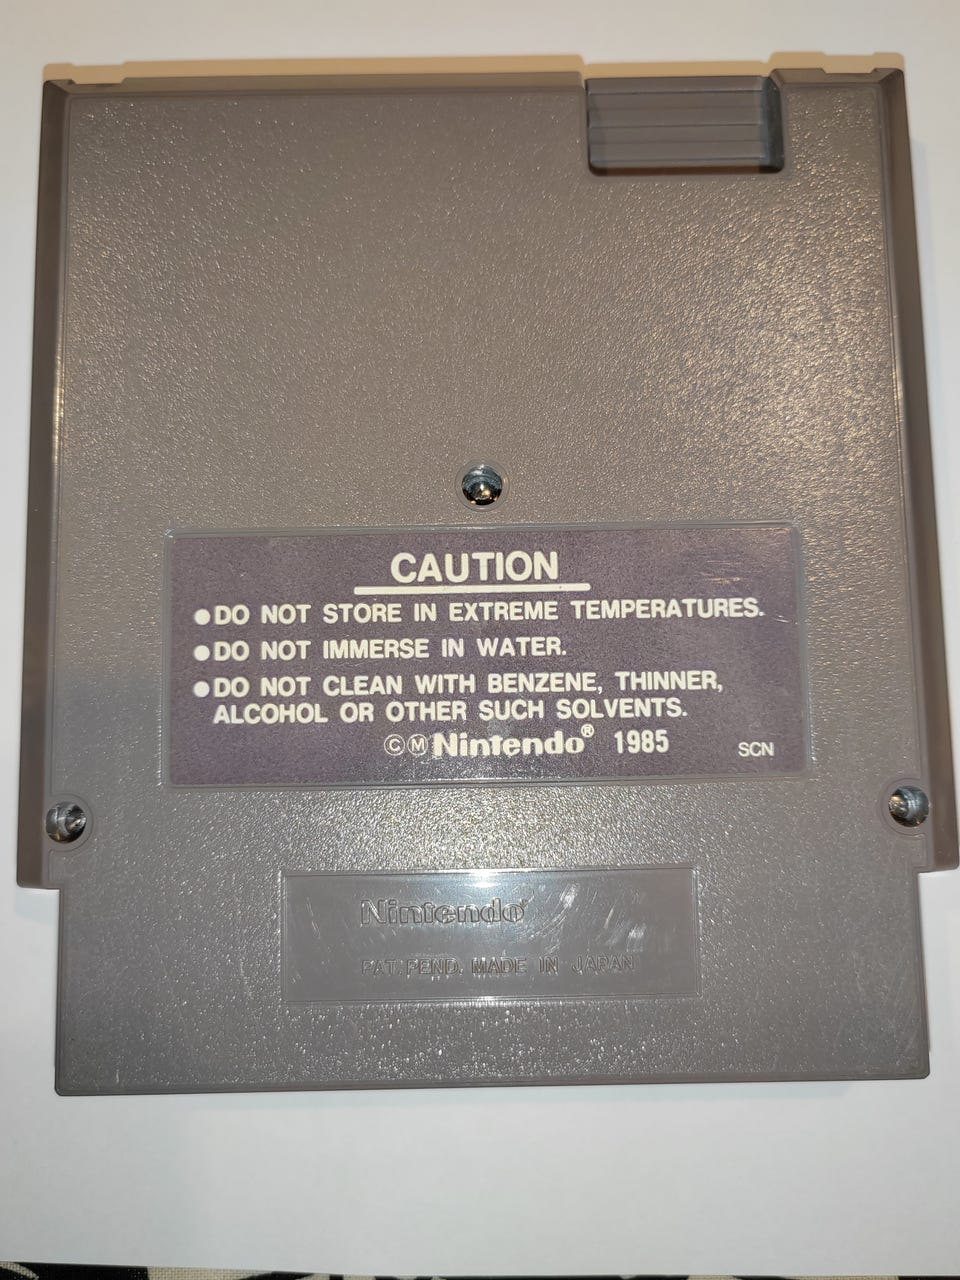 CAUTION
●DO NOT STORE IN EXTREME TEMPERATURES.
●DO NOT IMMERSE IN WATER.
●DO NOT CLEAN WITH BENZENE, THINNER,
ALCOHOL OR OTHER SUCH SOLVENTS.
ⒸⓂNintendo® 1985 SCN
Nintendo®
PAT. PEND. MADE IN JAPAN